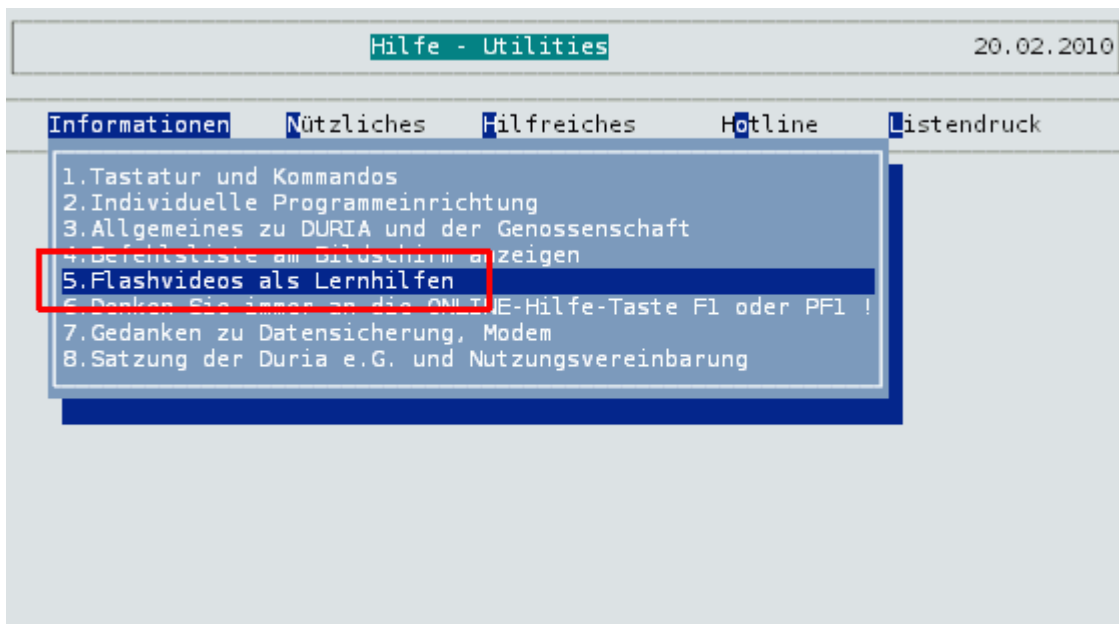 Hilfe - Utilities 20.02.2010
Informationen Nützliches Hilfreiches Hotline Listendruck
1.Tastatur und Kommandos
2.Individuelle Programmeinrichtung
3.Allgemeines zu DURIA und der Genossenschaft
4.Befehlsliste am Bildschirm anzeigen
5.Flashvideos als Lernhilfen
6.Denken Sie immer an die ONLINE-Hilfe-Taste F1 oder PF1 !
7.Gedanken zu Datensicherung, Modem
8.Satzung der Duria e.G. und Nutzungsvereinbarung